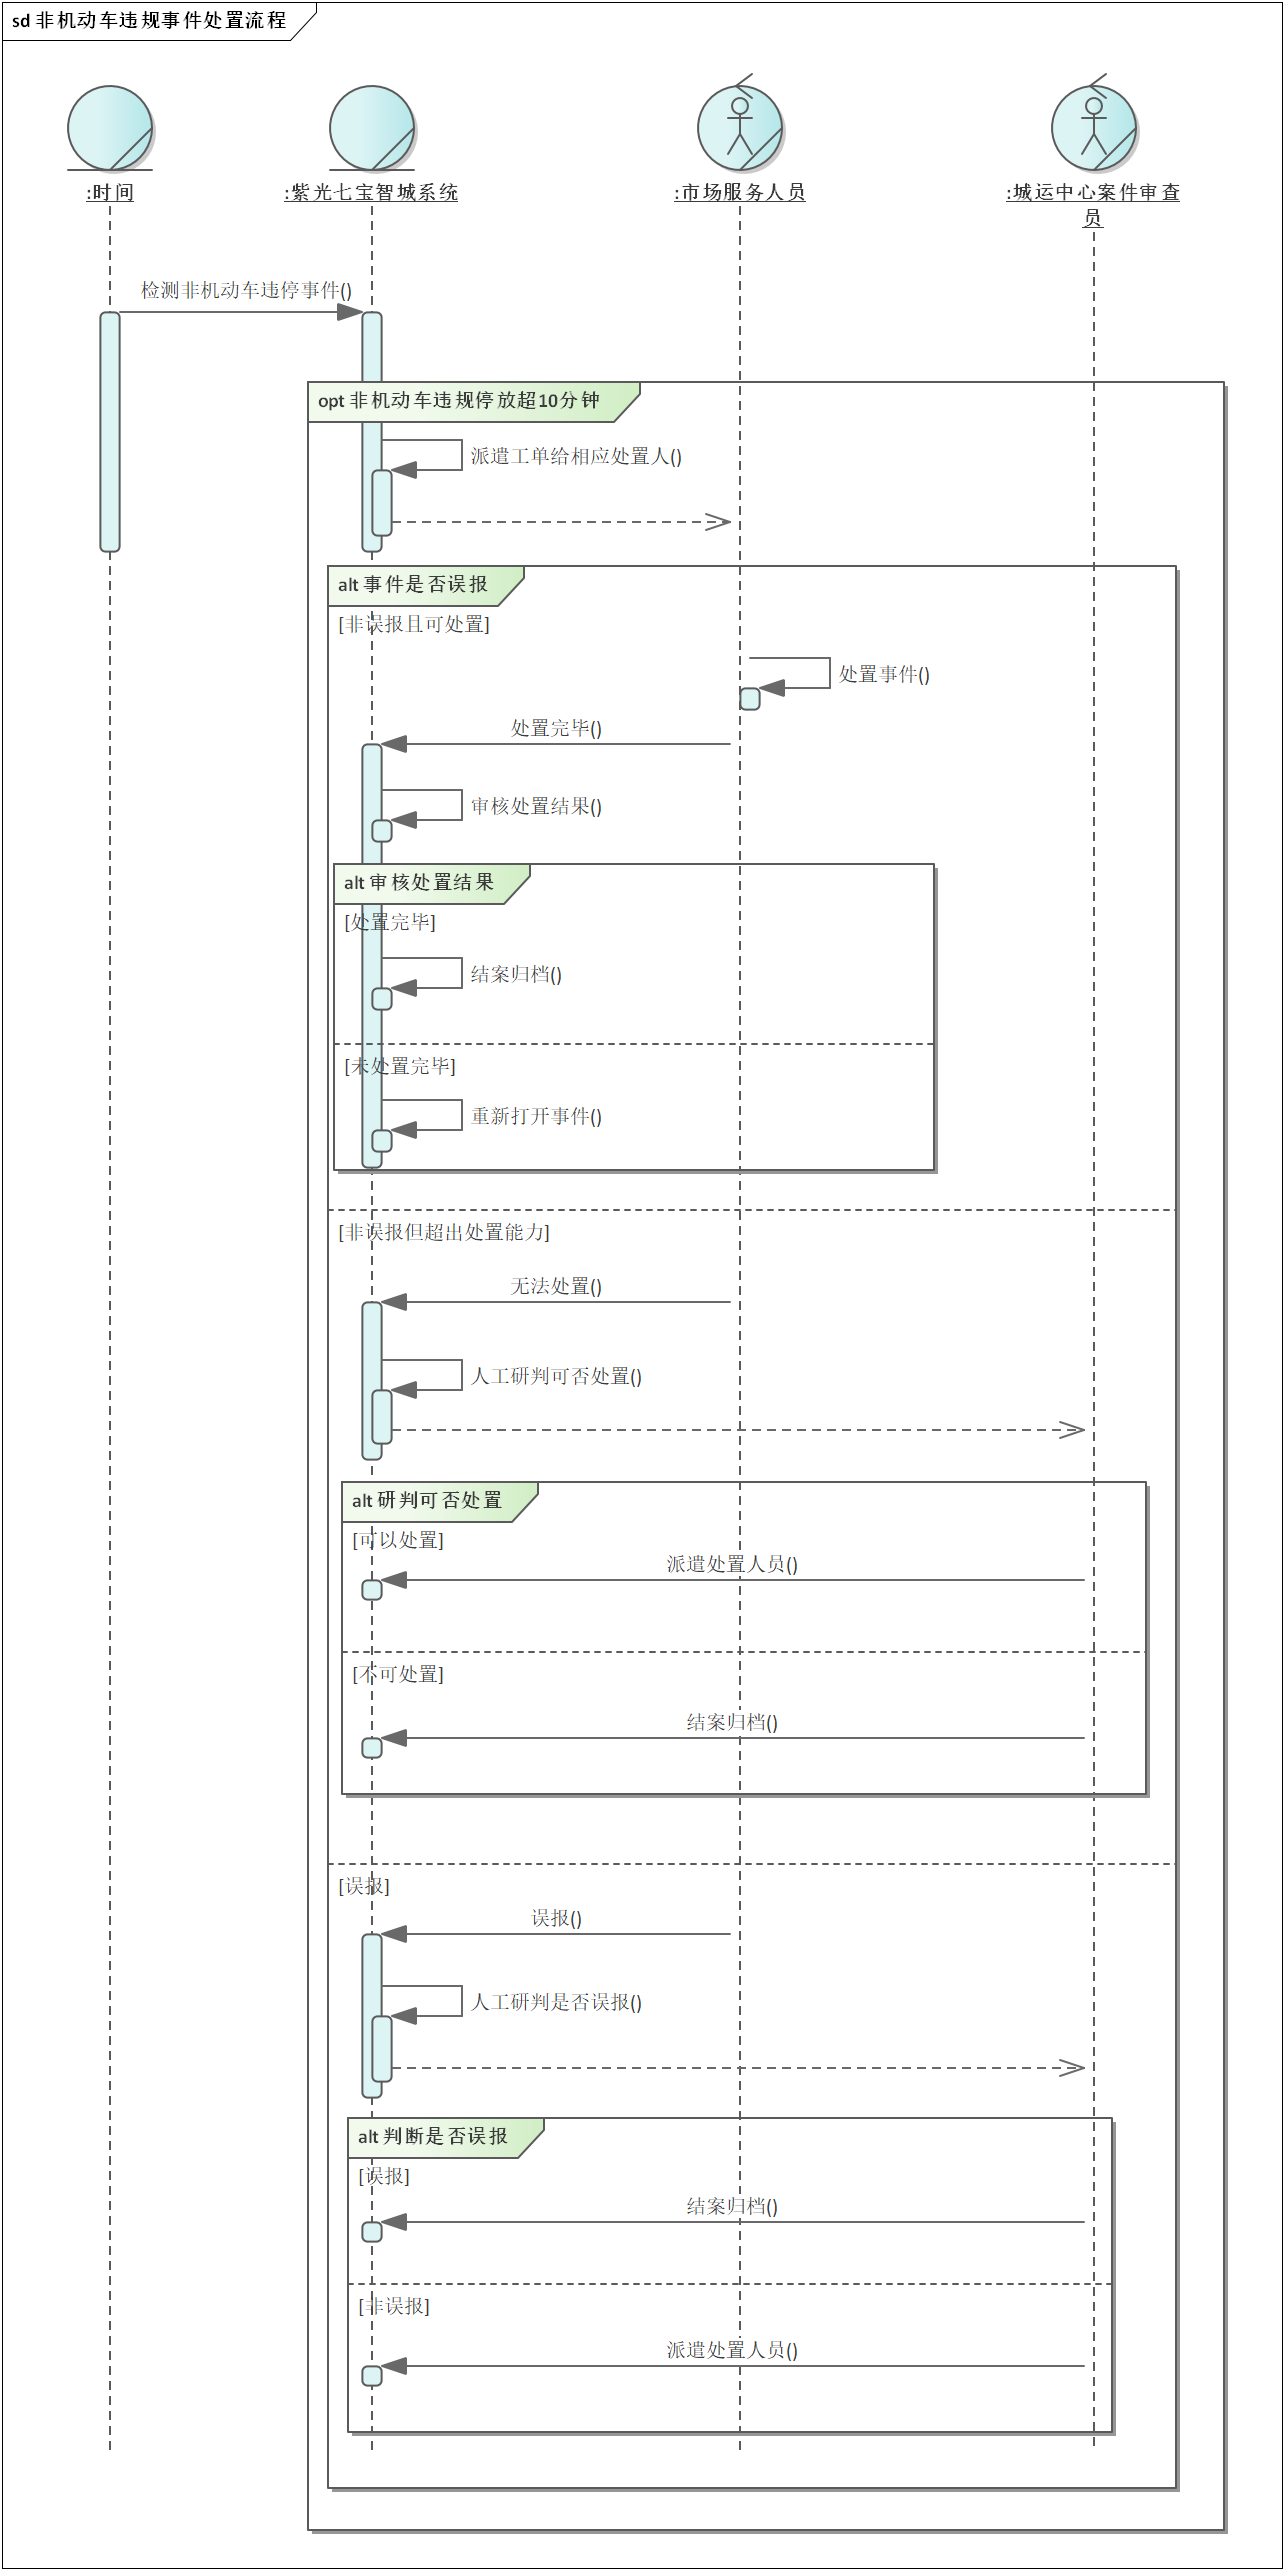 sd 非机动车违规事件处置流程
:时间
:紫光七宝智城系统
:市场服务人员
:城运中心案件审查
员
检测非机动车违停事件()
opt 非机动车违规停放超10分钟
派遣工单给相应处置人()
alt 事件是否误报
[非误报且可处置]
处置事件()
处置完毕()
审核处置结果()
alt 审核处置结果
[处置完毕]
结案归档()
[未处置完毕]
重新打开事件()
[非误报但超出处置能力]
无法处置()
人工研判可否处置()
alt 研判可否处置
[可以处置]
派遣处置人员()
[不可处置]
结案归档()
[误报]
误报()
人工研判是否误报()
alt 判断是否误报
[误报]
结案归档()
[非误报]
派遣处置人员()